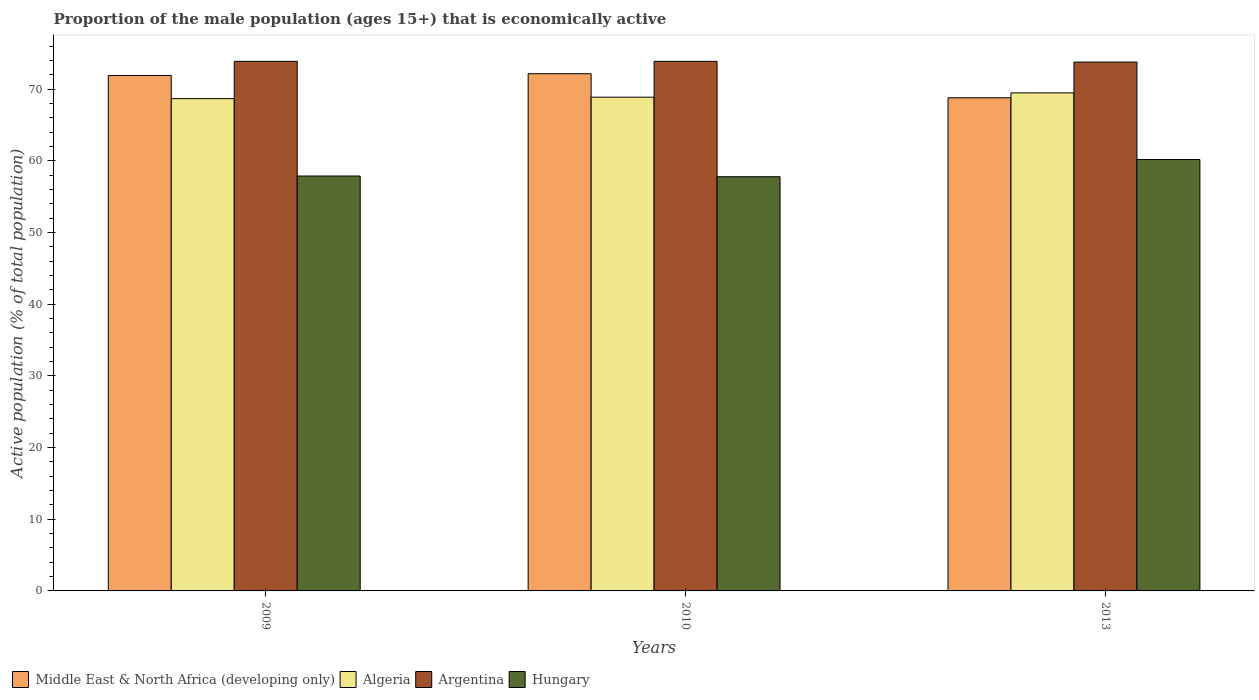 Proportion of the male population (ages 15+) that is economically active
Active population (% of total population)
70
60
50
40
30
20
10
0
2009
2010
2013
Years
Middle East & North Africa (developing only)
Algeria
Argentina
Hungary